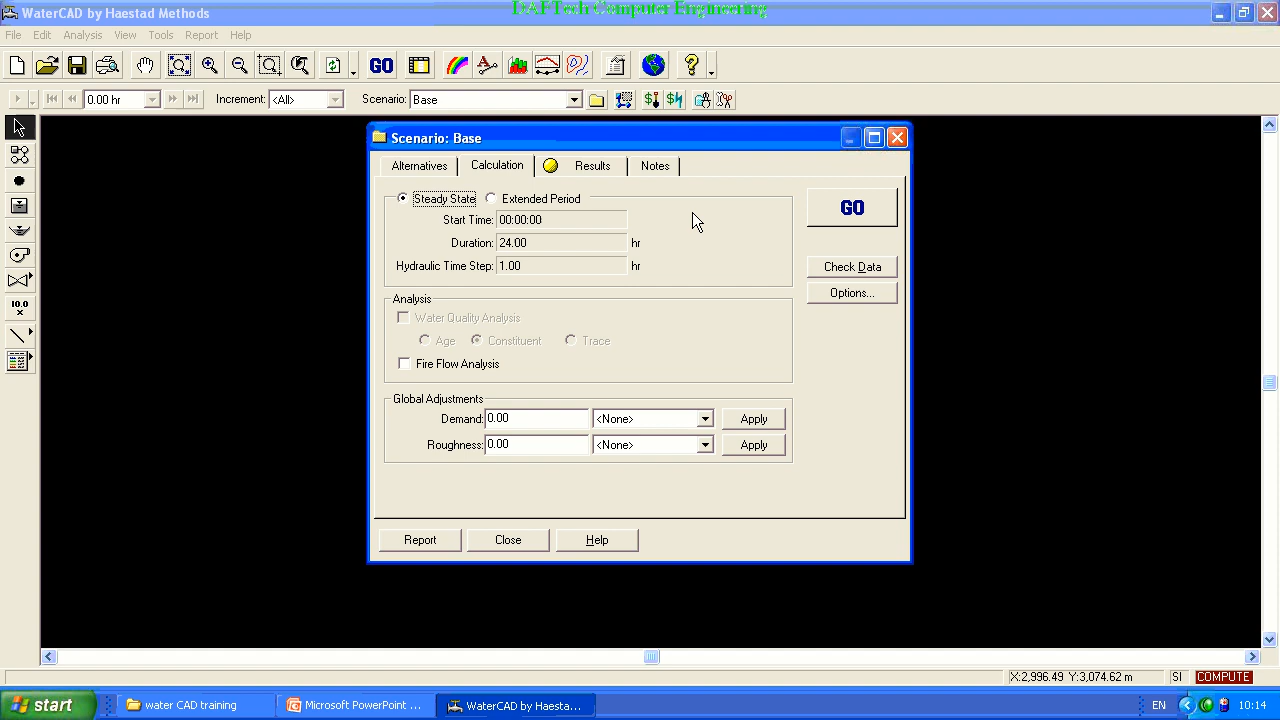 DAFTech Computer Engineering
WaterCAD by Haestad Methods
File Edit Analysis View Tools Report Help
GO
0.00 hr Increment: <All> Scenario: Base
10.0
Scenario: Base
Alternatives Calculation Results Notes
Steady State Extended Period
Start Time: 00:00:00
Duration: 24.00 hr
Hydraulic Time Step: 1.00 hr
GO
Check Data
Options...
Analysis
Water Quality Analysis
Age Constituent Trace
Fire Flow Analysis
Global Adjustments
Demand: 0.00 <None> Apply
Roughness: 0.00 <None> Apply
Report Close Help
X:2,996.49 Y:3,074.62 m SI COMPUTE
start water CAD training Microsoft PowerPoint ... WaterCAD by Haesta... EN 10:14